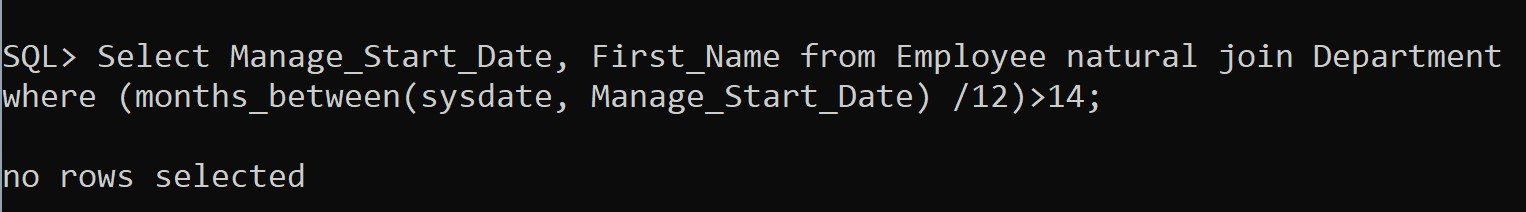 SQL> Select Manage_Start_Date, First_Name from Employee natural join Department
where (months_between(sysdate, Manage_Start_Date) /12)>14;
no rows selected